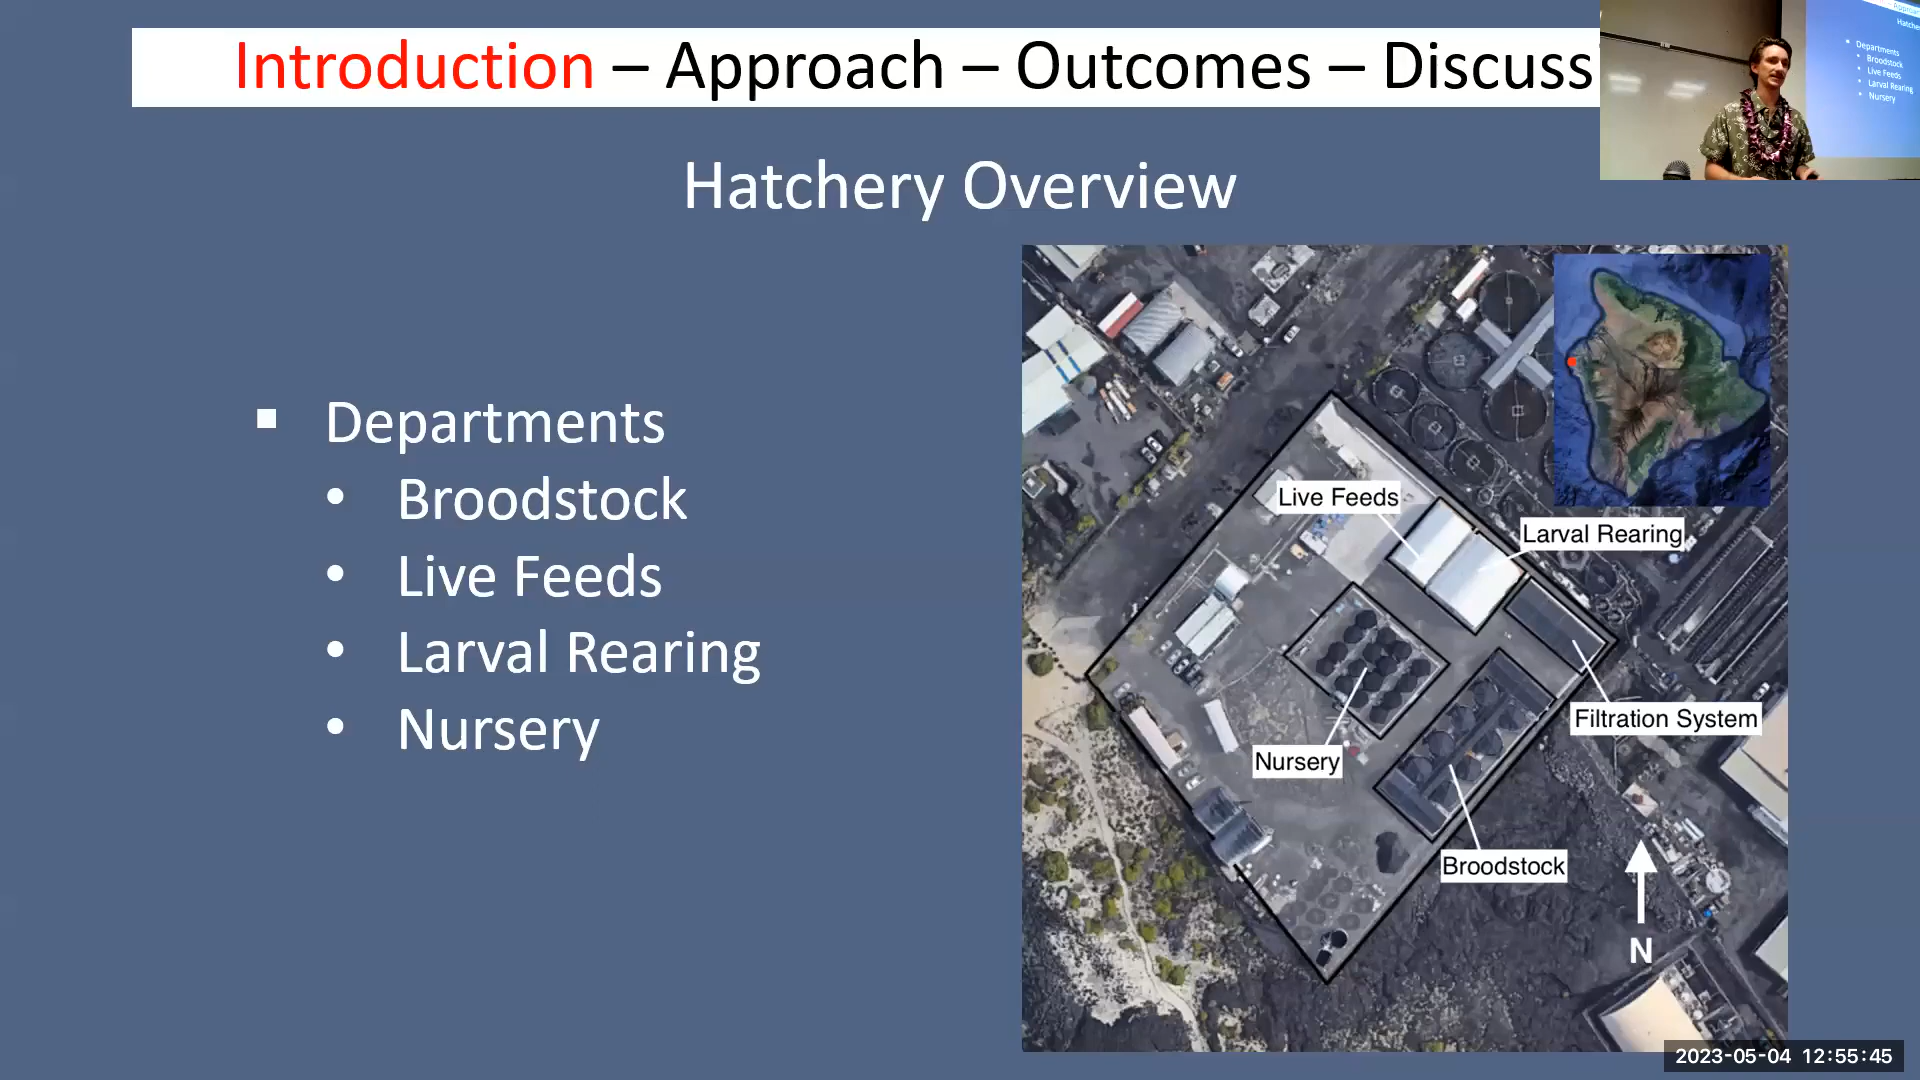 Introduction – Approach – Outcomes – Discuss
Hatchery Overview
Departments
Broodstock
Live Feeds
Larval Rearing
Nursery
Live Feeds
Larval Rearing
Filtration System
Nursery
Broodstock
N
Departments
Broodstock
Live Feeds
Larval Rearing
Nursery
2023-05-04 12:55:45